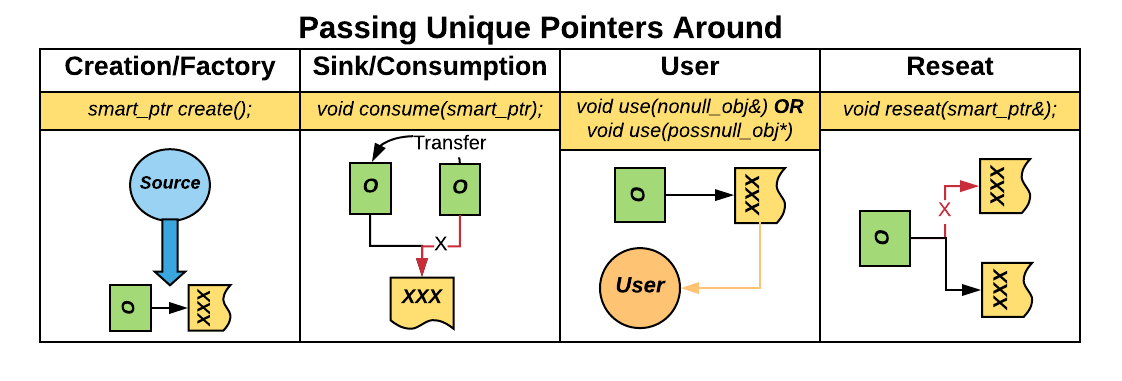 Passing Unique Pointers Around
Creation/Factory
Sink/Consumption
User
Reseat
smart_ptr create();
void consume(smart_ptr);
void use(nonull_obj&) OR
void use(possnull_obj*)
void reseat(smart_ptr&);
Source
O
XXX
Transfer
O
O
X
XXX
O
XXX
User
O
X
XXX
XXX